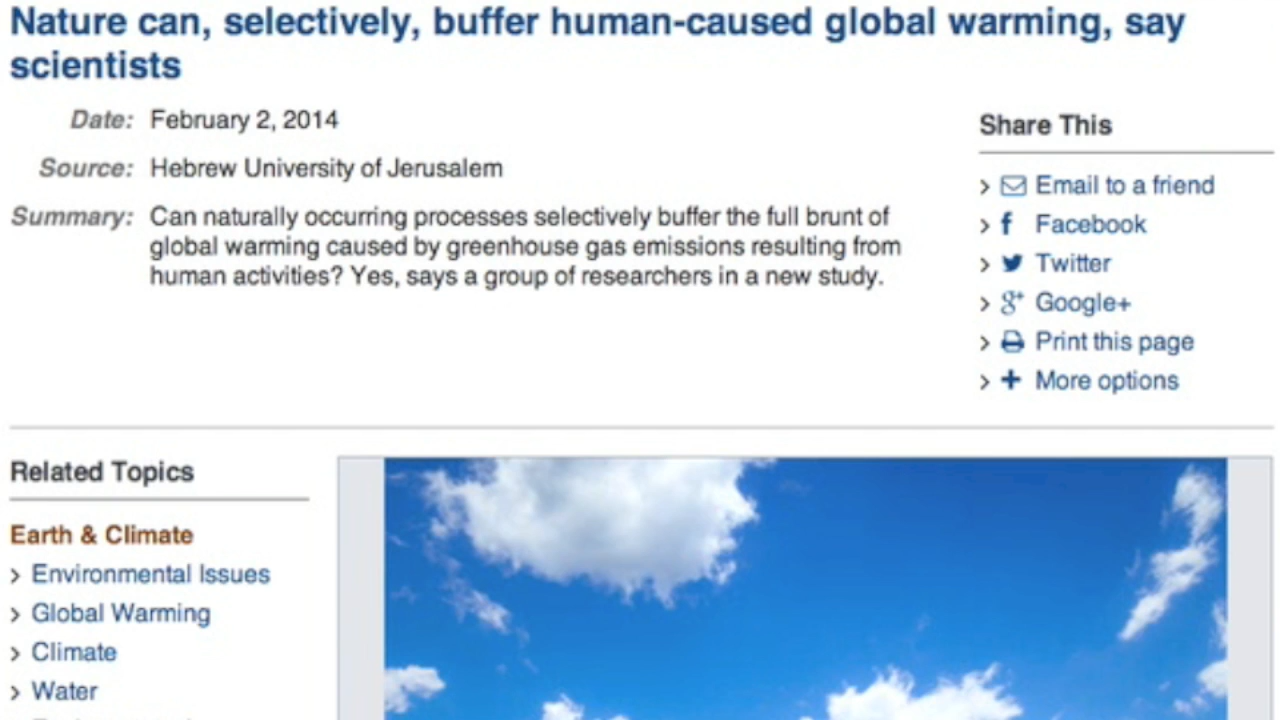 Nature can, selectively, buffer human-caused global warming, say
scientists
Date: February 2, 2014
Source: Hebrew University of Jerusalem
Summary: Can naturally occurring processes selectively buffer the full brunt of
global warming caused by greenhouse gas emissions resulting from
human activities? Yes, says a group of researchers in a new study.
Share This
Email to a friend
Facebook
Twitter
Google+
Print this page
More options
Related Topics
Earth & Climate
Environmental Issues
Global Warming
Climate
Water